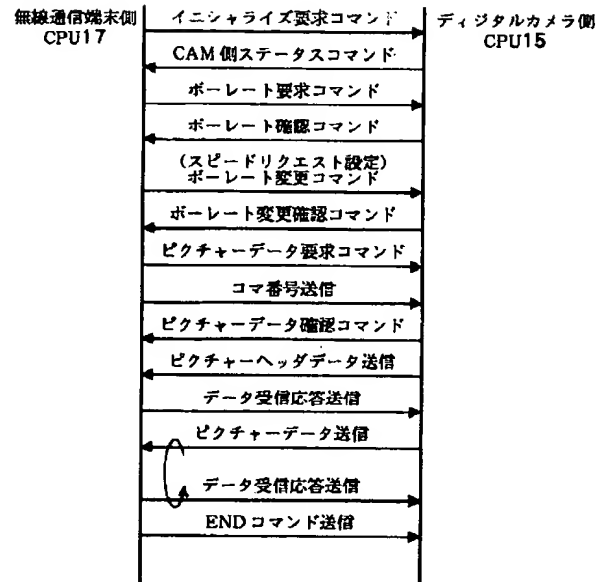 無線通信端末側
CPU17
ディジタルカメラ側
CPU15
イニシャライズ要求コマンド
CAM 側ステータスコマンド
ボーレート要求コマンド
ボーレート確認コマンド
(スピードリクエスト設定)
ボーレート変更コマンド
ボーレート変更確認コマンド
ピクチャーデータ要求コマンド
コマ番号送信
ピクチャーデータ確認コマンド
ピクチャーヘッダデータ送信
データ受信応答送信
ピクチャーデータ送信
データ受信応答送信
END コマンド送信